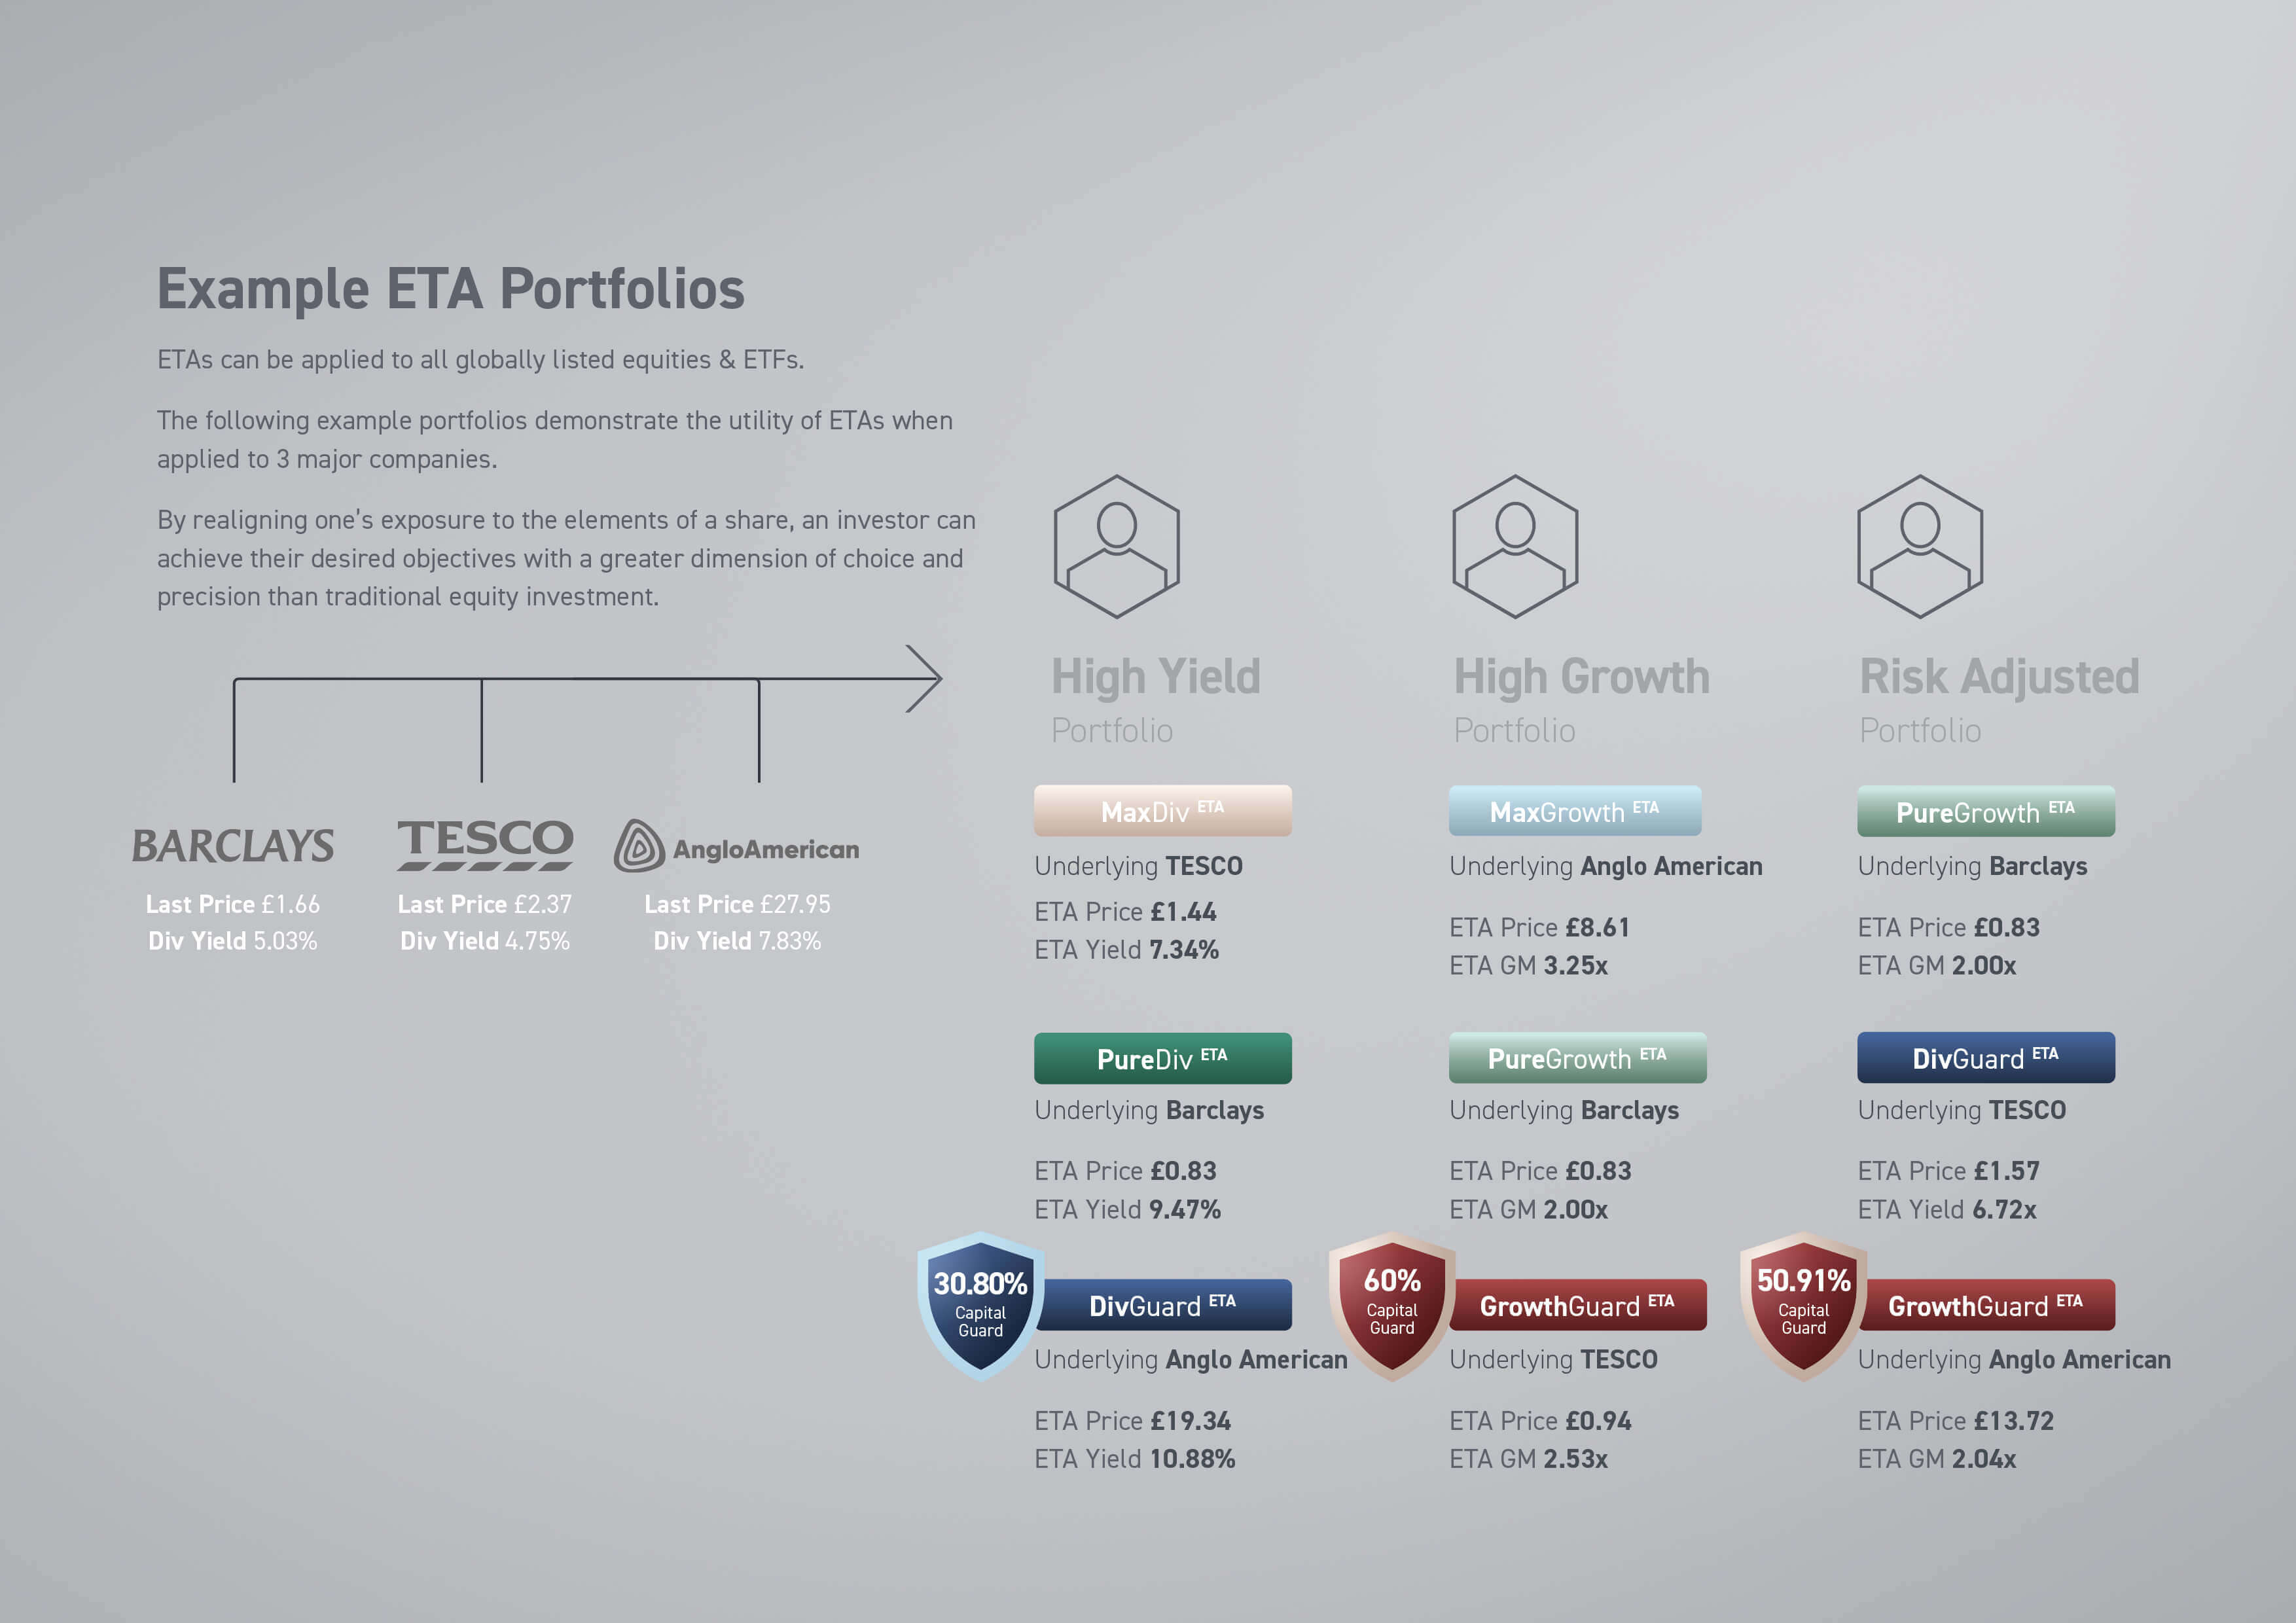 Example ETA Portfolios
ETAs can be applied to all globally listed equities & ETFs.
The following example portfolios demonstrate the utility of ETAs when
applied to 3 major companies.
By realigning one’s exposure to the elements of a share, an investor can
achieve their desired objectives with a greater dimension of choice and
precision than traditional equity investment.
BARCLAYS
Last Price £1.66
Div Yield 5.03%
TESCO
Last Price £2.37
Div Yield 4.75%
AngloAmerican
Last Price £27.95
Div Yield 7.83%
High Yield
Portfolio
MaxDiv ETA
Underlying TESCO
ETA Price £1.44
ETA Yield 7.34%
PureDiv ETA
Underlying Barclays
ETA Price £0.83
ETA Yield 9.47%
30.80%
Capital
Guard
DivGuard ETA
Underlying Anglo American
ETA Price £19.34
ETA Yield 10.88%
High Growth
Portfolio
MaxGrowth ETA
Underlying Anglo American
ETA Price £8.61
ETA GM 3.25x
PureGrowth ETA
Underlying Barclays
ETA Price £0.83
ETA GM 2.00x
60%
Capital
Guard
GrowthGuard ETA
Underlying TESCO
ETA Price £0.94
ETA GM 2.53x
Risk Adjusted
Portfolio
PureGrowth ETA
Underlying Barclays
ETA Price £0.83
ETA GM 2.00x
DivGuard ETA
Underlying TESCO
ETA Price £1.57
ETA Yield 6.72x
50.91%
Capital
Guard
GrowthGuard ETA
Underlying Anglo American
ETA Price £13.72
ETA GM 2.04x